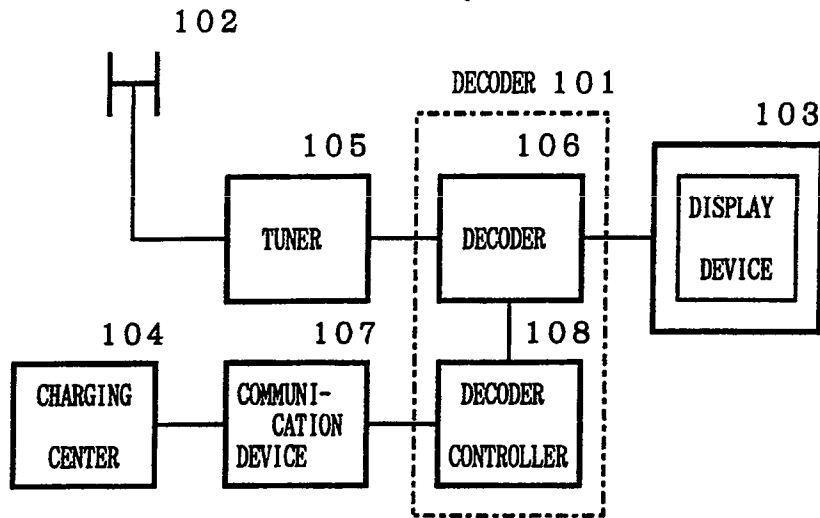 102
DECODER 101
103
105
106
TUNER
DECODER
DISPLAY
DEVICE
104
107
108
CHARGING
CENTER
COMMUNI-
CATION
DEVICE
DECODER
CONTROLLER